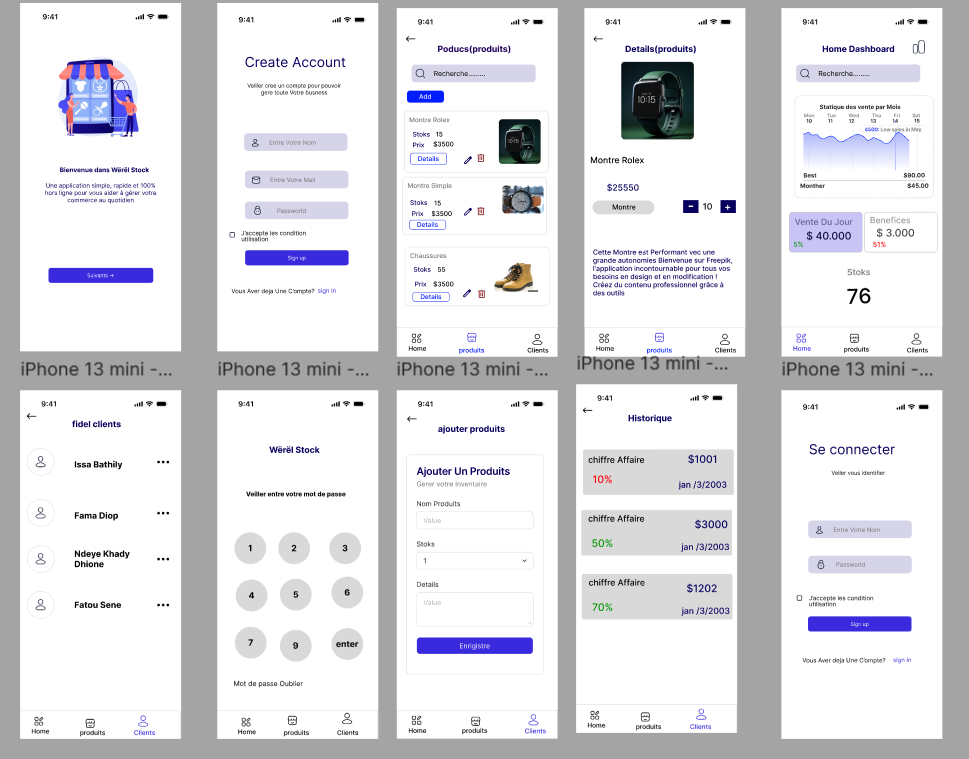 9:41
Bienvenue dans Wërël Stock
Une application simple, rapide et 100%
hors ligne pour vous aider à gérer votre
commerce au quotidien
Suivants →
iPhone 13 mini -...
9:41
Create Account
Veiller cree un compte pour pouvoir
gere toute Votre busness
Entre Votre Nom
Entre Votre Mail
Password
J'accepte les condition
utilisation
Sign up
Vous Aver deja Une C'ompte? sign in
iPhone 13 mini -...
9:41
Poducs(produits)
Recherche.........
Add
Montre Rolex
Stoks 15
Prix $3500
Details
Montre Simple
Stoks 15
Prix $3500
Details
Chaussures
Stoks 55
Prix $3500
Details
Home
produits
Clients
iPhone 13 mini -...
9:41
Details(produits)
10:15
Montre Rolex
$25550
Montre
- 10 +
Cette Montre est Performant vec une
grande autonomies Bienvenue sur Freepik,
l'application incontournable pour tous vos
besoins en design et en modification !
Créez du contenu professionnel grâce à
des outils
Home
produits
Clients
iPhone 13 mini -...
9:41
Home Dashboard
Recherche.........
Statique des vente par Mois
Mon Tue Wed Thu Fri Sat
10 11 12 13 14 15
4500: Low sales in May
Best $90.00
Monther $45.00
Vente Du Jour
$ 40.000
5%
Benefices
$ 3.000
51%
Stoks
76
Home
produits
Clients
iPhone 13 mini -...
9:41
fidel clients
Issa Bathily
Fama Diop
Ndeye Khady
Dhione
Fatou Sene
Home
produits
Clients
9:41
Wërël Stock
Veiller entre votre mot de passe
1 2 3
4 5 6
7 9 enter
Mot de passe Dublier
Home
produits
Clients
9:41
ajouter produits
Ajouter Un Produits
Gerer votre Inventaire
Nom Produits
Value
Stoks
1
Details
Value
Enrigistre
Home
produits
Clients
9:41
Historique
chiffre Affaire $1001
10% jan /3/2003
chiffre Affaire
$3000
50% jan /3/2003
chiffre Affaire
$1202
70% jan /3/2003
Home
produits
Clients
9:41
Se connecter
Veiler vous identifier
Entre Votre Nom
Password
J'accepte les condition
utilisation
Sign up
Vous Aver deja Une C'ompte? sign in